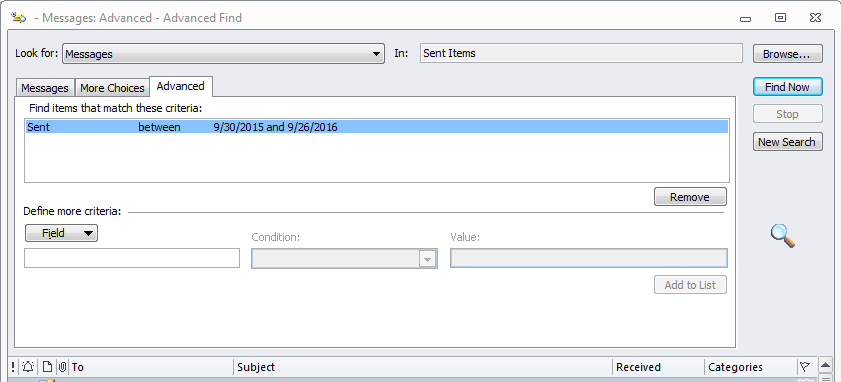 - Messages: Advanced - Advanced Find
Look for: Messages In: Sent Items Browse...
Messages More Choices Advanced Find Now
Find items that match these criteria:
Stop
Sent between 9/30/2015 and 9/26/2016
New Search
Remove
Define more criteria:
Field Condition: Value:
Add to List
! To Subject Received Categories